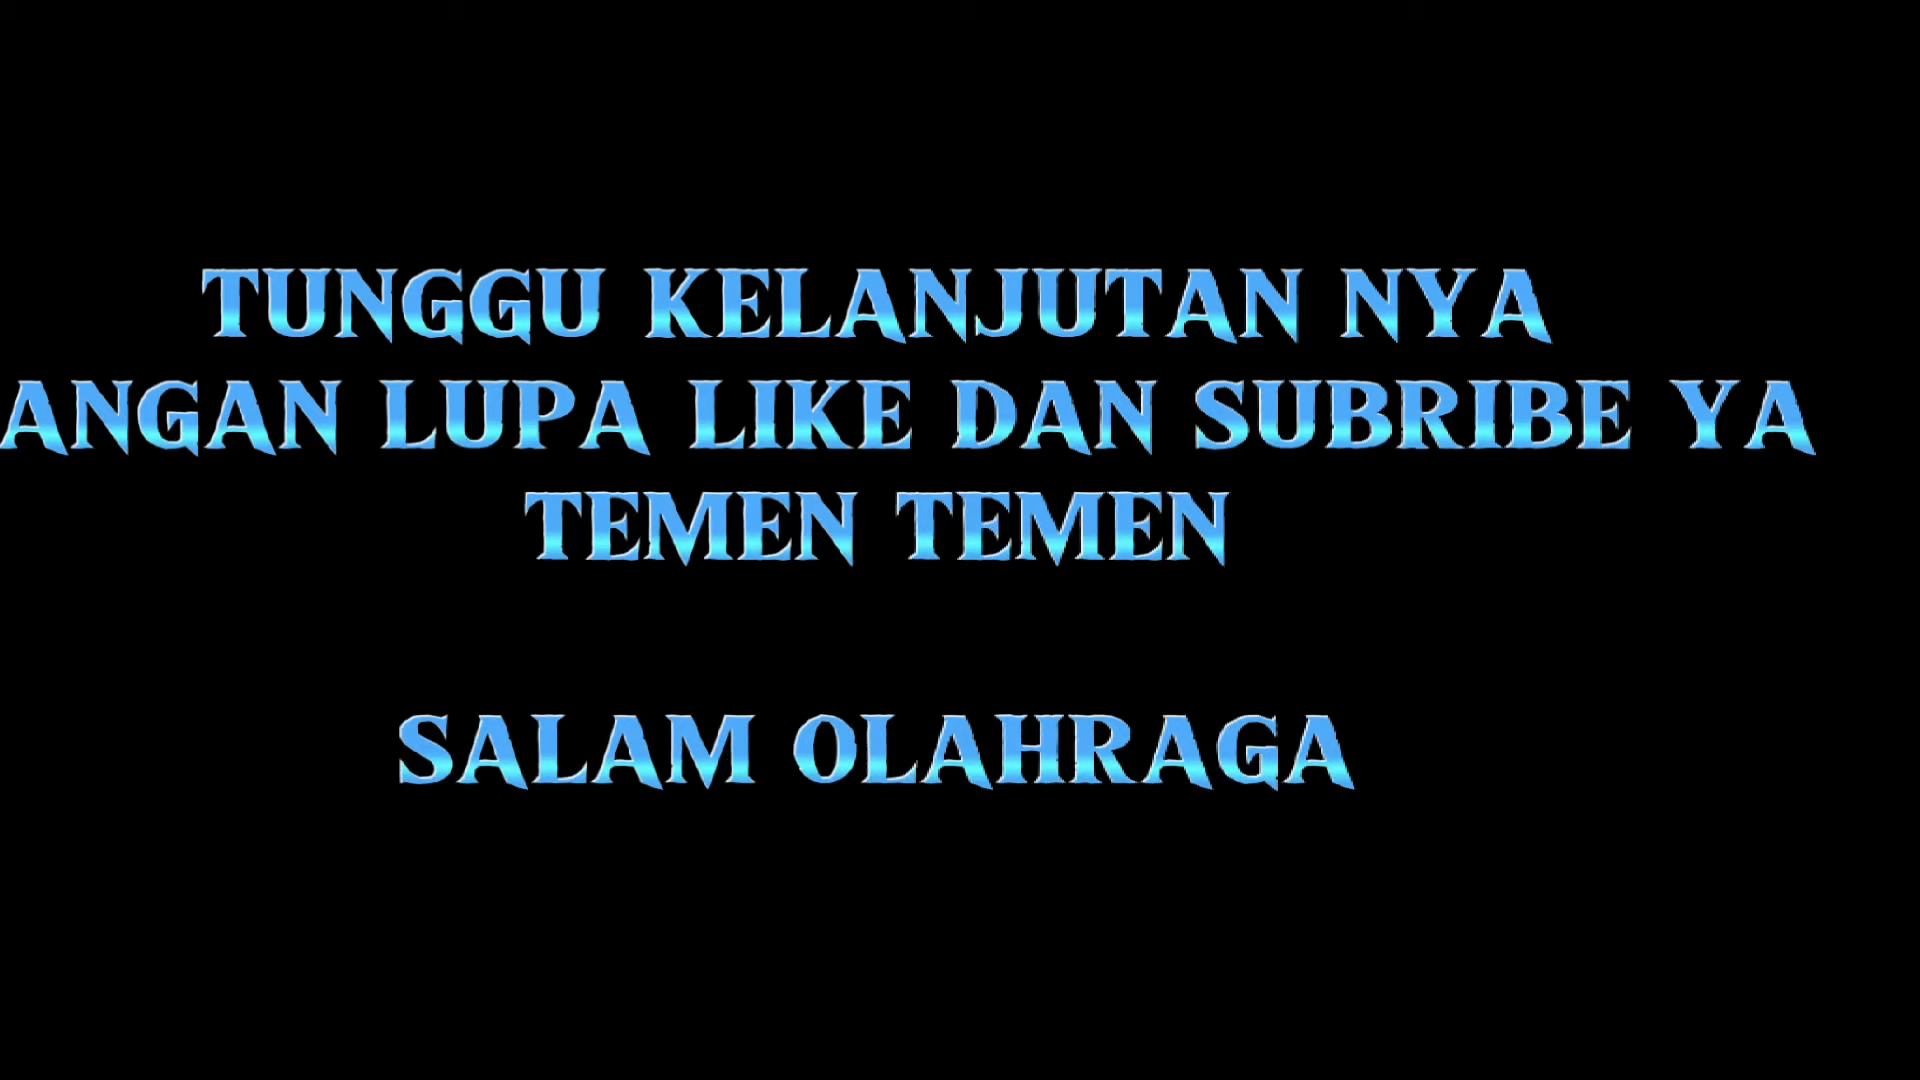 TUNGGU KELANJUTAN NYA
ANGAN LUPA LIKE DAN SUBRIBE YA
TEMEN TEMEN
SALAM OLAHRAGA